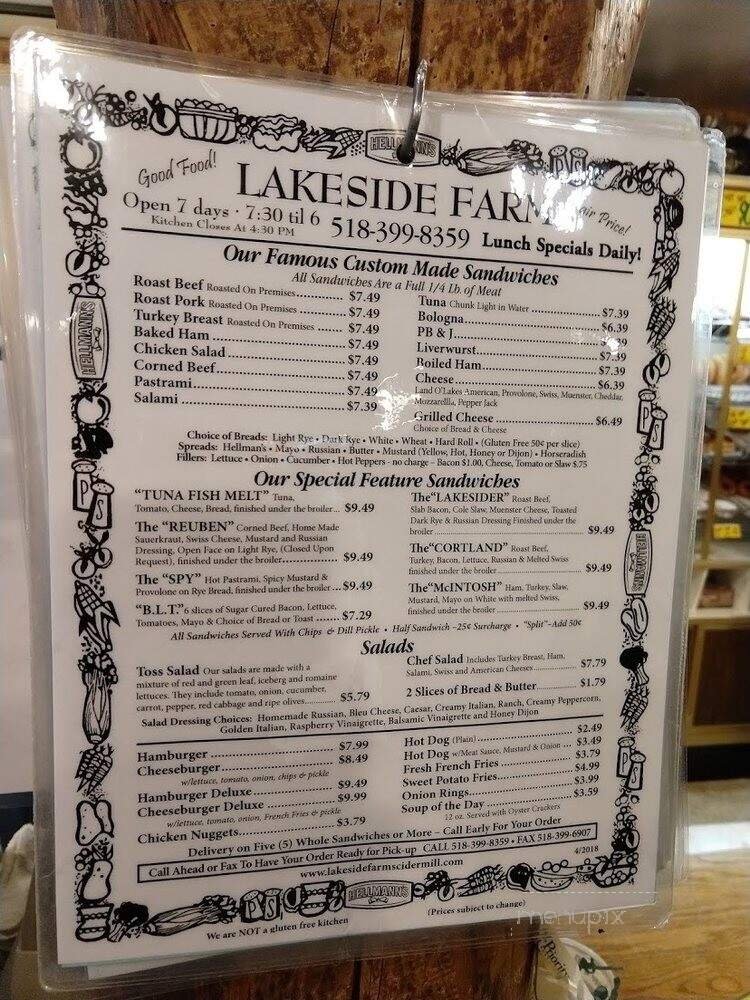 HELLMANN'S
Good Food!
LAKESIDE FARM
air Price!
Open 7 days · 7:30 til 6
518-399-8359
Lunch Specials Daily!
Kitchen Closes At 4:30 PM
Our Famous Custom Made Sandwiches
All Sandwiches Are a Full 1/4 Lb. of Meat
Roast Beef Roasted On Premises............ $7.49
Roast Pork Roasted On Premises............ $7.49
Turkey Breast Roasted On Premises ...... $7.49
Baked Ham.................................... $7.49
Chicken Salad................................ $7.49
Corned Beef.................................. $7.49
Pastrami...................................... $7.49
Salami ........................................ $7.39
Tuna Chunk Light in Water ................. $7.39
Bologna....................................... $6.39
PB & J.........................................
Liverwurst.................................... $7.39
Boiled Ham................................... $7.39
Cheese........................................ $6.39
Land O'Lakes American, Provolone, Swiss, Muenster, Cheddar,
Mozzarellla, Pepper Jack
Grilled Cheese ............................... $6.49
Choice of Bread & Cheese
Choice of Breads: Light Rye • Dark Rye • White • Wheat • Hard Roll • (Gluten Free 50¢ per slice)
Spreads: Hellman's • Mayo • Russian • Butter • Mustard (Yellow, Hot, Honey or Dijon) • Horseradish
Fillers: Lettuce • Onion • Cucumber • Hot Peppers - no charge – Bacon $1.00, Cheese, Tomato or Slaw $.75
Our Special Feature Sandwiches
"TUNA FISH MELT" Tuna,
Tomato, Cheese, Bread, finished under the broiler... $9.49
The "REUBEN" Corned Beef, Home Made
Sauerkraut, Swiss Cheese, Mustard and Russian
Dressing, Open Face on Light Rye, (Closed Upon
Request), finished under the broiler.................. $9.49
The "SPY" Hot Pastrami, Spicy Mustard &
Provolone on Rye Bread, finished under the broiler ... $9.49
"B.L.T." 6 slices of Sugar Cured Bacon, Lettuce,
Tomatoes, Mayo & Choice of Bread or Toast ....... $7.29
The "LAKESIDER" Roast Beef,
Slab Bacon, Cole Slaw, Muenster Cheese, Toasted
Dark Rye & Russian Dressing Finished under the
broiler........................................ $9.49
The "CORTLAND" Roast Beef,
Turkey, Bacon, Lettuce, Russian & Melted Swiss
finished under the broiler ..................... $9.49
The "McINTOSH" Ham, Turkey, Slaw,
Mustard, Mayo on White with melted Swiss,
finished under the broiler ..................... $9.49
All Sandwiches Served With Chips & Dill Pickle • Half Sandwich –25¢ Surcharge • "Split"–Add 50¢
Salads
Toss Salad Our salads are made with a
mixture of red and green leaf, iceberg and romaine
lettuces. They include tomato, onion, cucumber,
carrot, pepper, red cabbage and ripe olives............ $5.79
Chef Salad Includes Turkey Breast, Ham,
Salami, Swiss and American Cheeses............ $7.79
2 Slices of Bread & Butter................ $1.79
Salad Dressing Choices: Homemade Russian, Bleu Cheese, Caesar, Creamy Italian, Ranch, Creamy Peppercorn,
Golden Italian, Raspberry Vinaigrette, Balsamic Vinaigrette and Honey Dijon
Hamburger .............................. $7.99
Cheeseburger ........................... $8.49
w/lettuce, tomato, onion, chips & pickle
Hamburger Deluxe...................... $9.49
Cheeseburger Deluxe ................... $9.99
w/lettuce, tomato, onion, French Fries & pickle
Chicken Nuggets........................ $3.79
Hot Dog (Plain)........................... $2.49
Hot Dog w/Meat Sauce, Mustard & Onion ... $3.49
Fresh French Fries ....................... $3.79
Sweet Potato Fries........................ $4.99
Onion Rings............................... $3.99
Soup of the Day .......................... $3.59
12 oz. Served with Oyster Crackers
Delivery on Five (5) Whole Sandwiches or More – Call Early For Your Order
Call Ahead or Fax To Have Your Order Ready for Pick-up CALL 518-399-8359 • FAX 518-399-6907
www.lakesidefarmscidermill.com
4/2018
HELLMANN'S
HELLMANN'S
HELLMANN'S
We are NOT a gluten free kitchen
(Prices subject to change)
menupix
Priority